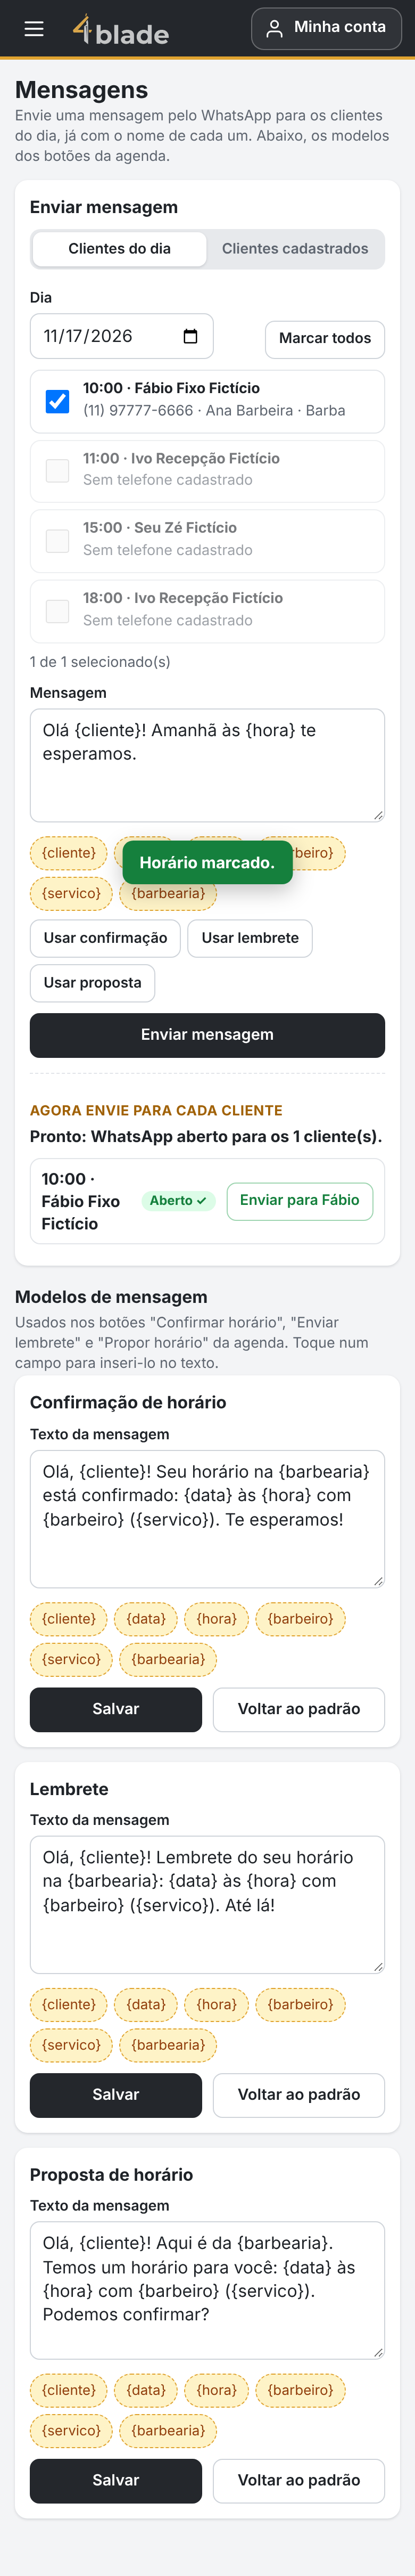 4blade
Minha conta
Mensagens
Envie uma mensagem pelo WhatsApp para os clientes
do dia, já com o nome de cada um. Abaixo, os modelos
dos botões da agenda.
Enviar mensagem
Clientes do dia
Clientes cadastrados
Dia
11/17/2026
Marcar todos
10:00 · Fábio Fixo Fictício
(11) 97777-6666 · Ana Barbeira · Barba
11:00 · Ivo Recepção Fictício
Sem telefone cadastrado
15:00 · Seu Zé Fictício
Sem telefone cadastrado
18:00 · Ivo Recepção Fictício
Sem telefone cadastrado
1 de 1 selecionado(s)
Mensagem
Olá {cliente}! Amanhã às {hora} te
esperamos.
{cliente}
Horário marcado.
{servico} {barbearia}
Usar confirmação Usar lembrete
Usar proposta
Enviar mensagem
AGORA ENVIE PARA CADA CLIENTE
Pronto: WhatsApp aberto para os 1 cliente(s).
10:00 ·
Fábio Fixo
Fictício
Aberto ✓
Enviar para Fábio
Modelos de mensagem
Usados nos botões "Confirmar horário", "Enviar
lembrete" e "Propor horário" da agenda. Toque num
campo para inseri-lo no texto.
Confirmação de horário
Texto da mensagem
Olá, {cliente}! Seu horário na {barbearia}
está confirmado: {data} às {hora} com
{barbeiro} ({servico}). Te esperamos!
{cliente} {data} {hora} {barbeiro}
{servico} {barbearia}
Salvar Voltar ao padrão
Lembrete
Texto da mensagem
Olá, {cliente}! Lembrete do seu horário
na {barbearia}: {data} às {hora} com
{barbeiro} ({servico}). Até lá!
{cliente} {data} {hora} {barbeiro}
{servico} {barbearia}
Salvar Voltar ao padrão
Proposta de horário
Texto da mensagem
Olá, {cliente}! Aqui é da {barbearia}.
Temos um horário para você: {data} às
{hora} com {barbeiro} ({servico}).
Podemos confirmar?
{cliente} {data} {hora} {barbeiro}
{servico} {barbearia}
Salvar Voltar ao padrão